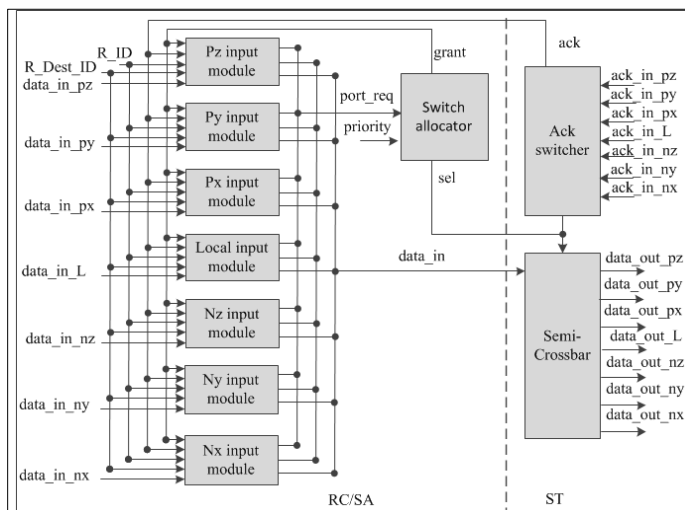 R_ID
R_Dest_ID
data_in_pz
data_in_py
data_in_px
data_in_L
data_in_nz
data_in_ny
data_in_nx
Pz input
module
Py input
module
Px input
module
Local input
module
Nz input
module
Ny input
module
Nx input
module
grant
port_req
priority
Switch
allocator
sel
data_in
RC/SA
ack
Ack
switcher
ack_in_pz
ack_in_py
ack_in_px
ack_in_L
ack_in_nz
ack_in_ny
ack_in_nx
Semi-
Crossbar
data_out_pz
data_out_py
data_out_px
data_out_L
data_out_nz
data_out_ny
data_out_nx
ST